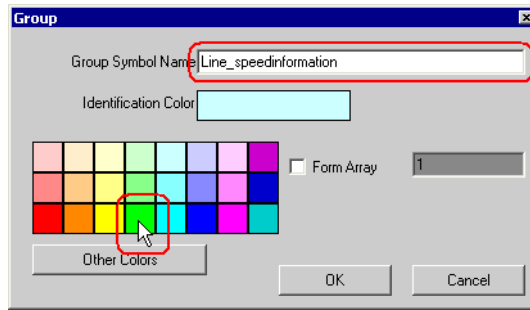 Group
Group Symbol Name Line_speedinformation
Identification Color
Form Array 1
Other Colors
OK Cancel